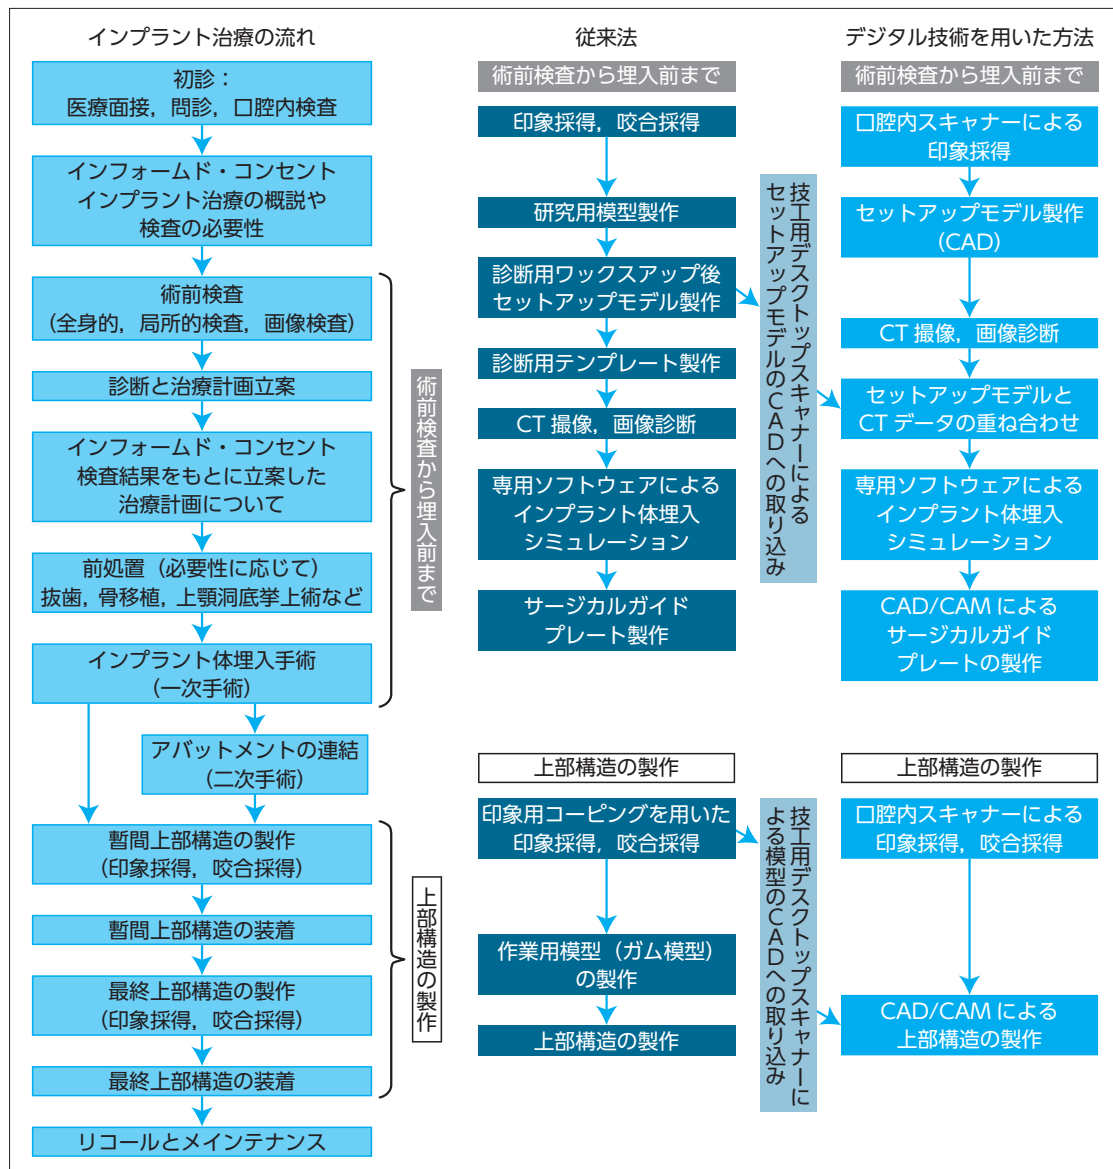 インプラント治療の流れ
初診：
医療面接，問診，口腔内検査
インフォームド・コンセント
インプラント治療の概説や
検査の必要性
術前検査
（全身的，局所的検査，画像検査）
診断と治療計画立案
インフォームド・コンセント
検査結果をもとに立案した
治療計画について
前処置（必要性に応じて）
抜歯，骨移植，上顎洞底挙上術など
インプラント体埋入手術
（一次手術）
アバットメントの連結
（二次手術）
暫間上部構造の製作
（印象採得，咬合採得）
暫間上部構造の装着
最終上部構造の製作
（印象採得，咬合採得）
最終上部構造の装着
リコールとメインテナンス
術前検査から埋入前まで
上部構造の製作
従来法
術前検査から埋入前まで
印象採得，咬合採得
研究用模型製作
診断用ワックスアップ後
セットアップモデル製作
診断用テンプレート製作
CT 撮像，画像診断
専用ソフトウェアによる
インプラント体埋入
シミュレーション
サージカルガイド
プレート製作
技工用デスクトップスキャナーによる
セットアップモデルのCADへの取り込み
上部構造の製作
印象用コーピングを用いた
印象採得，咬合採得
作業用模型（ガム模型）
の製作
上部構造の製作
技工用デスクトップスキャナーに
よる模型のCADへの取り込み
デジタル技術を用いた方法
術前検査から埋入前まで
口腔内スキャナーによる
印象採得
セットアップモデル製作
（CAD）
CT 撮像，画像診断
セットアップモデルと
CT データの重ね合わせ
専用ソフトウェアによる
インプラント体埋入
シミュレーション
CAD/CAM による
サージカルガイド
プレートの製作
上部構造の製作
口腔内スキャナーによる
印象採得，咬合採得
CAD/CAM による
上部構造の製作